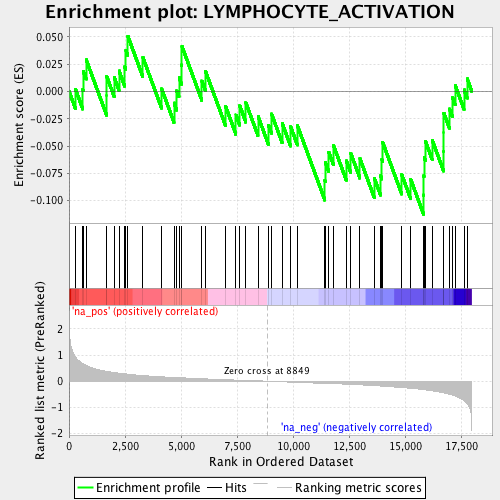 Enrichment plot: LYMPHOCYTE_ACTIVATION
Enrichment score (ES)
0.050
0.025
0.000
-0.025
-0.050
-0.075
-0.100
'na_pos' (positively correlated)
Ranked list metric (PreRanked)
2
1
0
-1
-2
Zero cross at 8849
'na_neg' (negatively correlated)
0
2,500
5,000
7,500
10,000
12,500
15,000
17,500
Rank in Ordered Dataset
Enrichment profile
Hits
Ranking metric scores